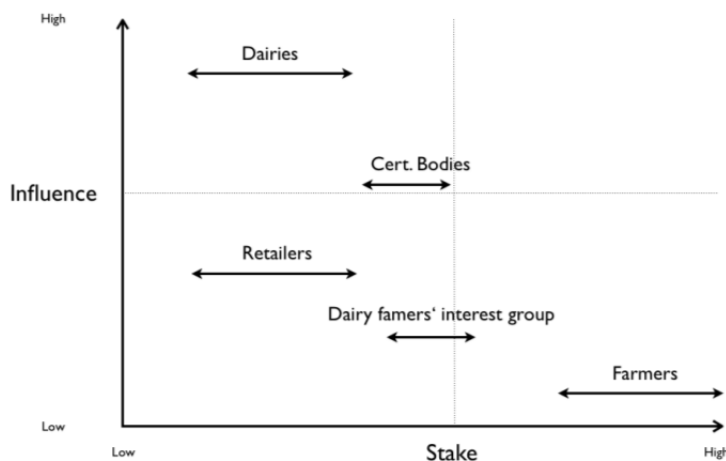 High
Dairies
Cert. Bodies
Influence
Retailers
Dairy famers‘ interest group
Farmers
Low
Low
Stake
High